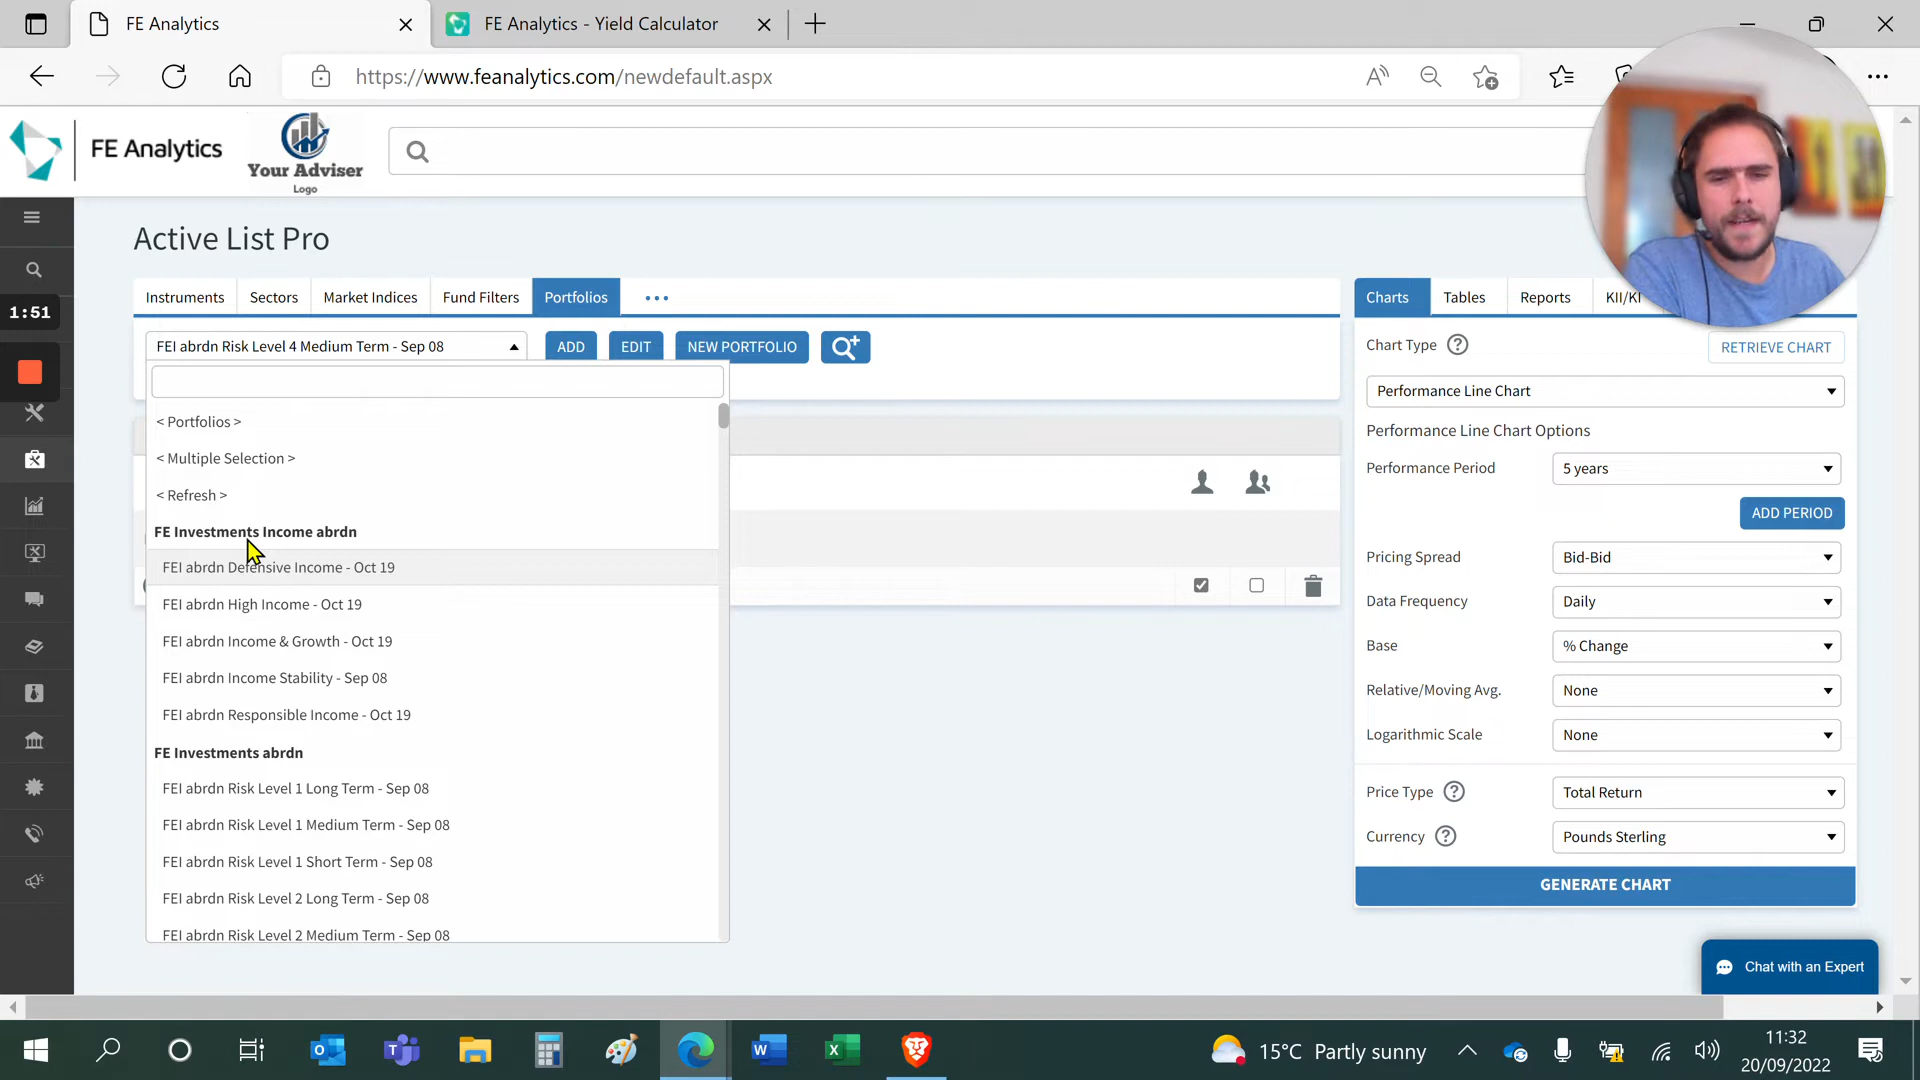 FE Analytics
FE Analytics - Yield Calculator
https://www.feanalytics.com/newdefault.aspx
FE Analytics
Your Adviser
Logo
Active List Pro
1:51
Instruments
Sectors
Market Indices
Fund Filters
Portfolios
FEI abrdn Risk Level 4 Medium Term - Sep 08
ADD
EDIT
NEW PORTFOLIO
< Portfolios >
< Multiple Selection >
< Refresh >
FE Investments Income abrdn
FEI abrdn Defensive Income - Oct 19
FEI abrdn High Income - Oct 19
FEI abrdn Income & Growth - Oct 19
FEI abrdn Income Stability - Sep 08
FEI abrdn Responsible Income - Oct 19
FE Investments abrdn
FEI abrdn Risk Level 1 Long Term - Sep 08
FEI abrdn Risk Level 1 Medium Term - Sep 08
FEI abrdn Risk Level 1 Short Term - Sep 08
FEI abrdn Risk Level 2 Long Term - Sep 08
FEI abrdn Risk Level 2 Medium Term - Sep 08
Charts
Tables
Reports
KII/KI
Chart Type
RETRIEVE CHART
Performance Line Chart
Performance Line Chart Options
Performance Period
5 years
ADD PERIOD
Pricing Spread
Bid-Bid
Data Frequency
Daily
Base
% Change
Relative/Moving Avg.
None
Logarithmic Scale
None
Price Type
Total Return
Currency
Pounds Sterling
GENERATE CHART
Chat with an Expert
15°C Partly sunny
11:32
20/09/2022